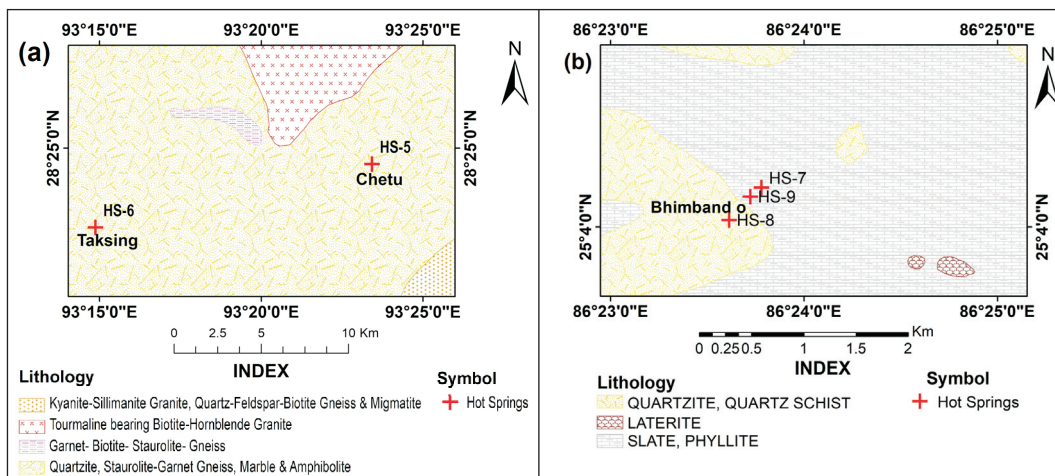 (a)
93°15'0"E 93°20'0"E 93°25'0"E
N
28°25'0"N
28°25'0"N
HS-5
Chetu
HS-6
Taksing
93°15'0"E 93°20'0"E 93°25'0"E
0 2.5 5 10 Km
INDEX
Lithology
Symbol
Kyanite-Sillimanite Granite, Quartz-Feldspar-Biotite Gneiss & Migmatite
Hot Springs
Tourmaline bearing Biotite-Hornblende Granite
Garnet- Biotite- Staurolite- Gneiss
Quartzite, Staurolite-Garnet Gneiss, Marble & Amphibolite
86°23'0"E 86°24'0"E 86°25'0"E
(b)
N
HS-7
HS-9
Bhimband o
HS-8
25°4'0"N
25°4'0"N
86°23'0"E 86°24'0"E 86°25'0"E
Km
0 0.25 0.5 1 1.5 2
INDEX
Lithology
Symbol
QUARTZITE, QUARTZ SCHIST
Hot Springs
LATERITE
SLATE, PHYLLITE